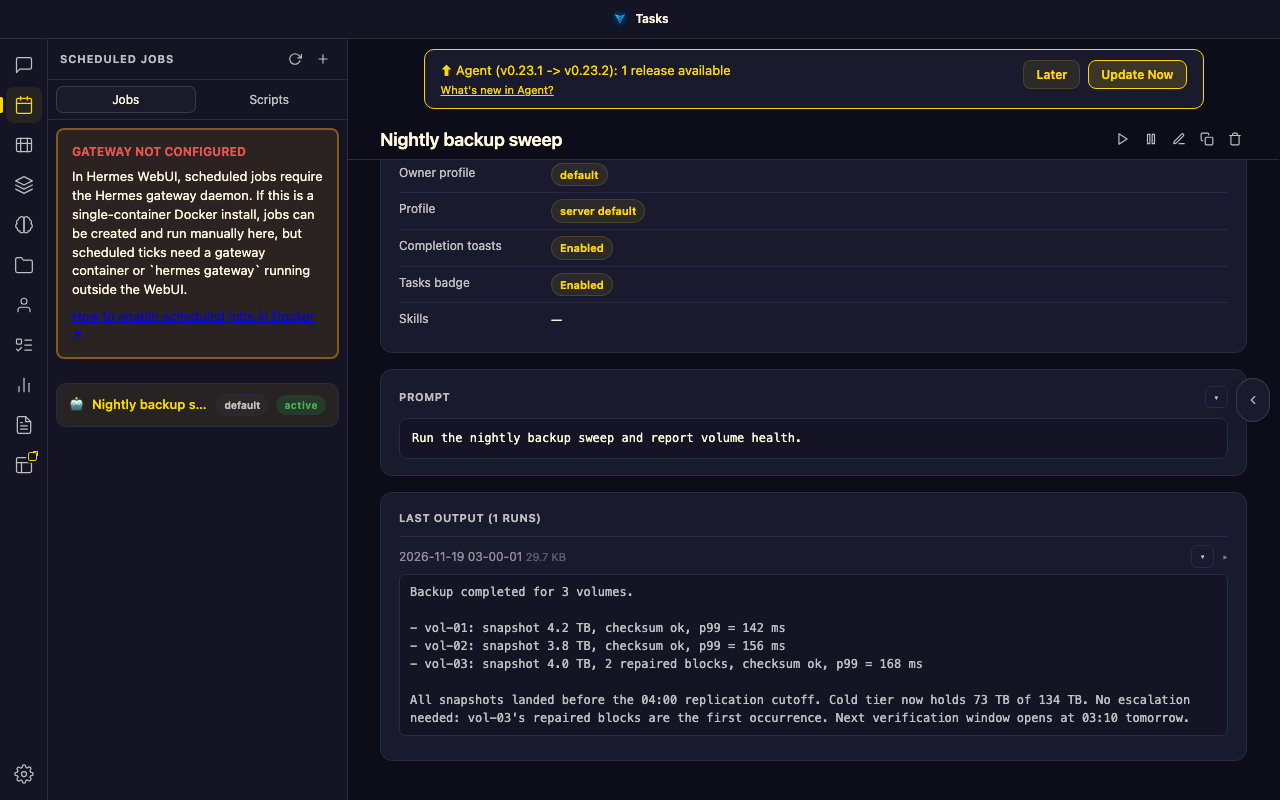 Tasks
SCHEDULED JOBS
Jobs
Scripts
GATEWAY NOT CONFIGURED
In Hermes WebUI, scheduled jobs require
the Hermes gateway daemon. If this is a
single-container Docker install, jobs can
be created and run manually here, but
scheduled ticks need a gateway
container or `hermes gateway` running
outside the WebUI.
How to enable scheduled jobs in Docker
↗
Nightly backup s... default active
⬆ Agent (v0.23.1 -> v0.23.2): 1 release available
What's new in Agent?
Later
Update Now
Nightly backup sweep
Owner profile default
Profile server default
Completion toasts Enabled
Tasks badge Enabled
Skills —
PROMPT
Run the nightly backup sweep and report volume health.
LAST OUTPUT (1 RUNS)
2026-11-19 03-00-01 29.7 KB
Backup completed for 3 volumes.
- vol-01: snapshot 4.2 TB, checksum ok, p99 = 142 ms
- vol-02: snapshot 3.8 TB, checksum ok, p99 = 156 ms
- vol-03: snapshot 4.0 TB, 2 repaired blocks, checksum ok, p99 = 168 ms
All snapshots landed before the 04:00 replication cutoff. Cold tier now holds 73 TB of 134 TB. No escalation
needed: vol-03's repaired blocks are the first occurrence. Next verification window opens at 03:10 tomorrow.